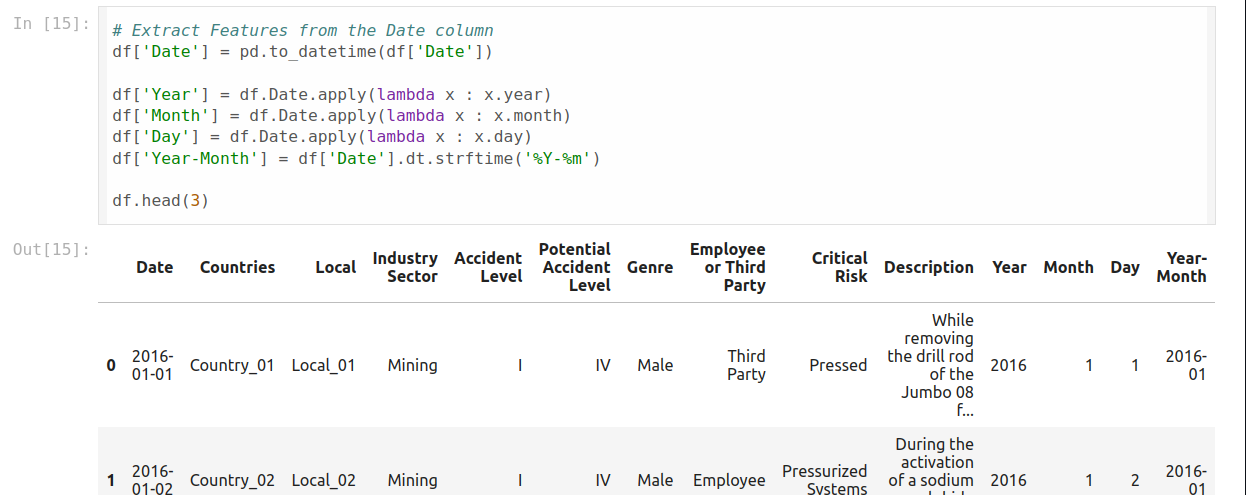 In [15]:
# Extract Features from the Date column
df['Date'] = pd.to_datetime(df['Date'])
df['Year'] = df.Date.apply(lambda x : x.year)
df['Month'] = df.Date.apply(lambda x : x.month)
df['Day'] = df.Date.apply(lambda x : x.day)
df['Year-Month'] = df['Date'].dt.strftime('%Y-%m')
df.head(3)
Out[15]:
Date Countries Local Industry Sector Accident Level Potential Accident Level Genre Employee or Third Party Critical Risk Description Year Month Day Year-Month
0 2016-01-01 Country_01 Local_01 Mining I IV Male Third Party Pressed While removing the drill rod of the Jumbo 08 f... 2016 1 1 2016-01
1 2016-01-02 Country_02 Local_02 Mining I IV Male Employee Pressurized Systems During the activation of a sodium 2016 1 2 2016-01